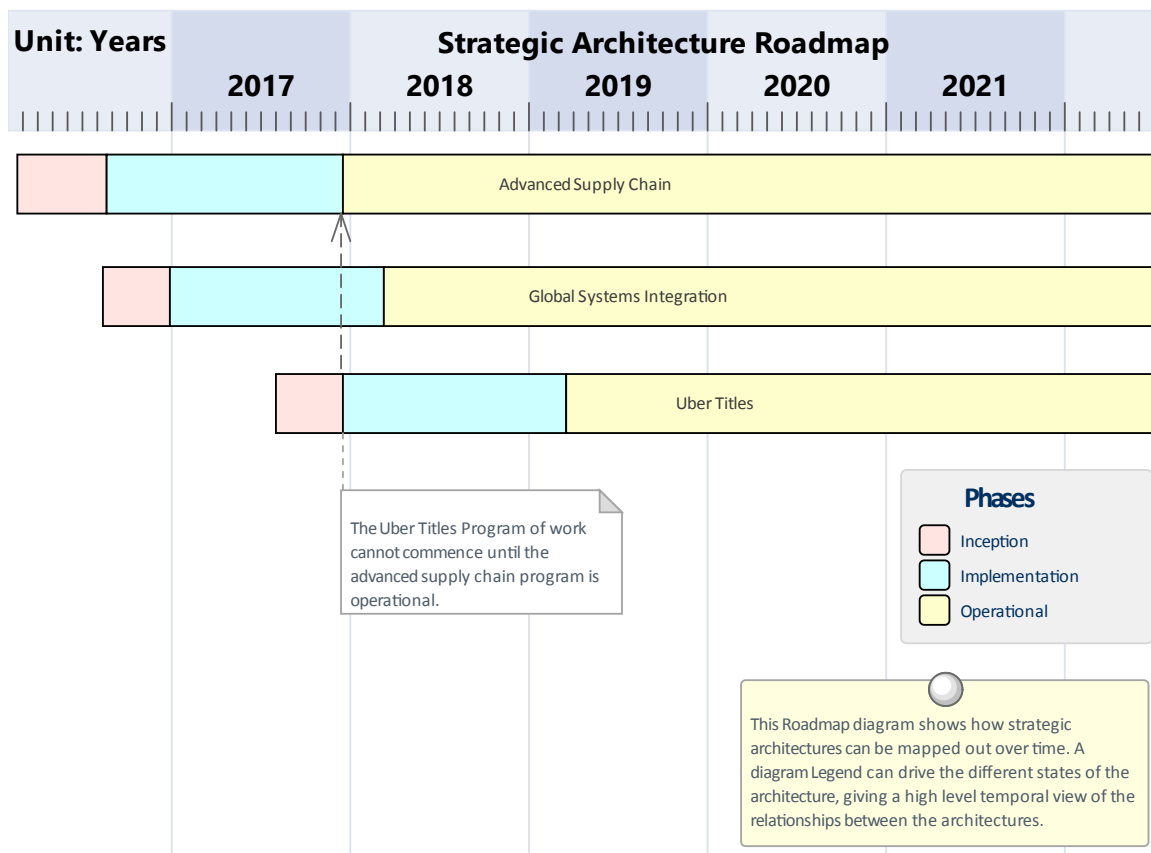 Unit: Years
Strategic Architecture Roadmap
2017 2018 2019 2020 2021
Advanced Supply Chain
Global Systems Integration
Uber Titles
The Uber Titles Program of work
cannot commence until the
advanced supply chain program is
operational.
Phases
Inception
Implementation
Operational
This Roadmap diagram shows how strategic
architectures can be mapped out over time. A
diagram Legend can drive the different states of the
architecture, giving a high level temporal view of the
relationships between the architectures.